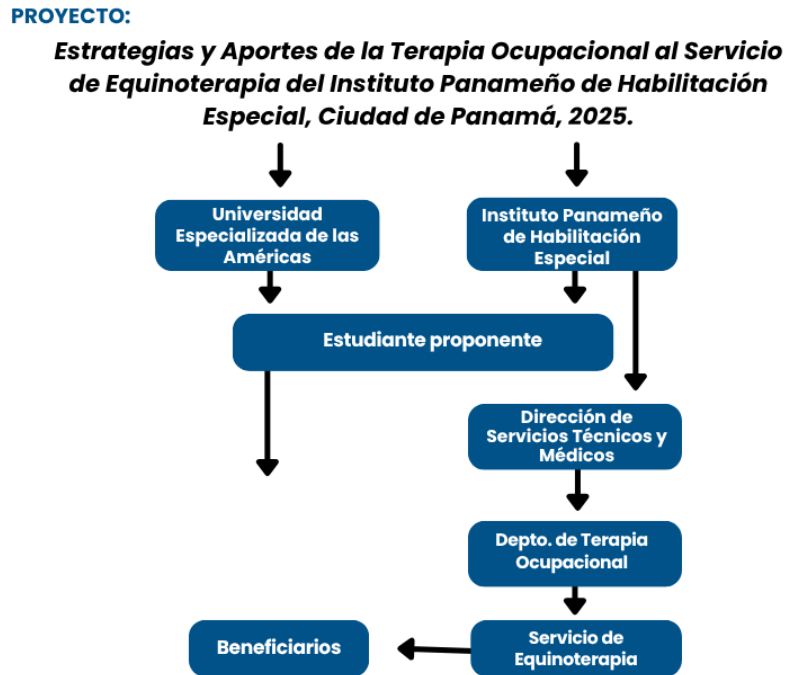 PROYECTO:
Estrategias y Aportes de la Terapia Ocupacional al Servicio
de Equinoterapia del Instituto Panameño de Habilitación
Especial, Ciudad de Panamá, 2025.
Universidad
Especializada de las
Américas
Instituto Panameño
de Habilitación
Especial
Estudiante proponente
Dirección de
Servicios Técnicos y
Médicos
Depto. de Terapia
Ocupacional
Beneficiarios
Servicio de
Equinoterapia